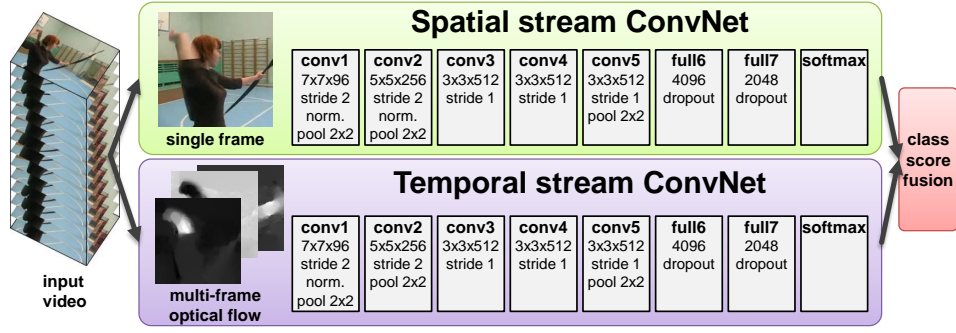 Spatial stream ConvNet
conv1
7x7x96
stride 2
norm.
pool 2x2
conv2
5x5x256
stride 2
norm.
pool 2x2
conv3
3x3x512
stride 1
conv4
3x3x512
stride 1
conv5
3x3x512
stride 1
pool 2x2
full6
4096
dropout
full7
2048
dropout
softmax
single frame
Temporal stream ConvNet
conv1
7x7x96
stride 2
norm.
pool 2x2
conv2
5x5x256
stride 2
pool 2x2
conv3
3x3x512
stride 1
conv4
3x3x512
stride 1
conv5
3x3x512
stride 1
pool 2x2
full6
4096
dropout
full7
2048
dropout
softmax
multi-frame
optical flow
input
video
class
score
fusion